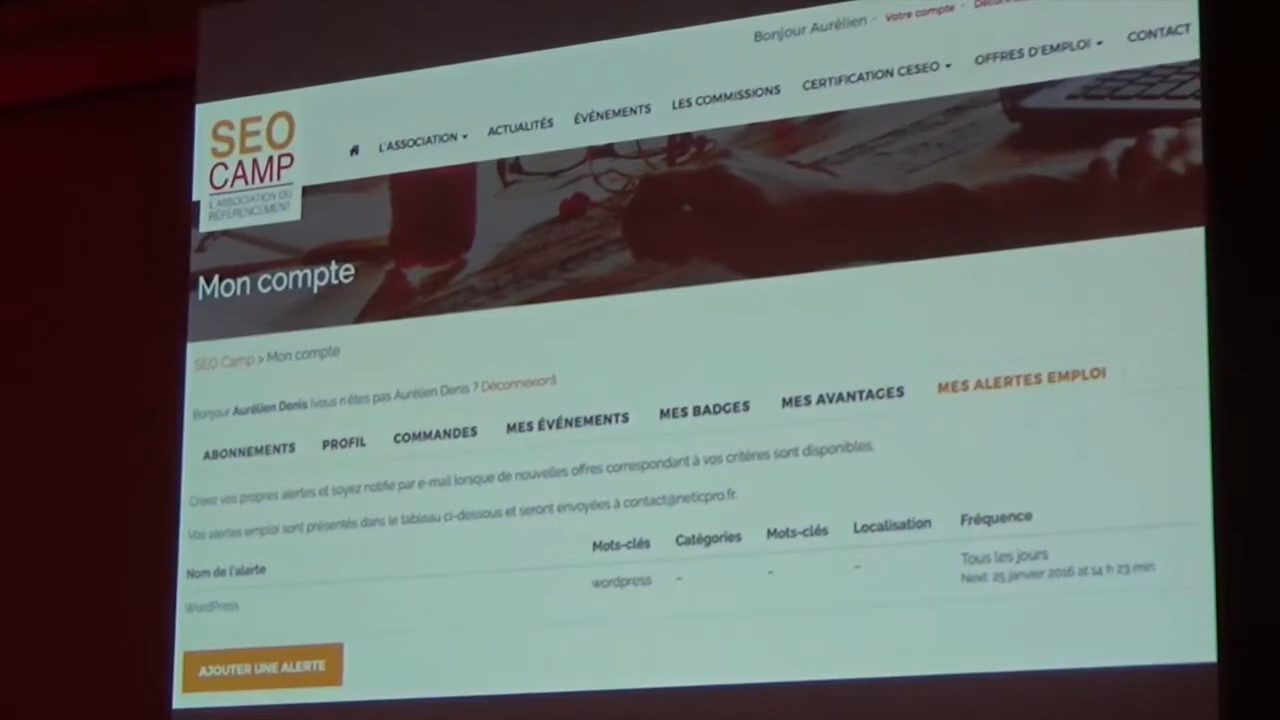 Bonjour Aurélien - Votre compte -
SEO
CAMP
L'ASSOCIATION DU
RÉFÉRENCEMENT
L'ASSOCIATION ACTUALITÉS ÉVÉNEMENTS LES COMMISSIONS CERTIFICATION CESEO OFFRES D'EMPLOI CONTACT
Mon compte
SEO Camp > Mon compte
Bonjour Aurélien Denis (vous n'êtes pas Aurélien Denis ? Déconnexion)
ABONNEMENTS PROFIL COMMANDES MES ÉVÉNEMENTS MES BADGES MES AVANTAGES MES ALERTES EMPLOI
Créez vos propres alertes et soyez notifié par e-mail lorsque de nouvelles offres correspondant à vos critères sont disponibles.
Vos alertes emploi sont présentés dans le tableau ci-dessous et seront envoyées à contact@neticpro.fr.
Nom de l'alerte Mots-clés Catégories Mots-clés Localisation Fréquence
WordPress wordpress - - - Tous les jours
Next: 25 janvier 2016 at 14 h 23 min
AJOUTER UNE ALERTE